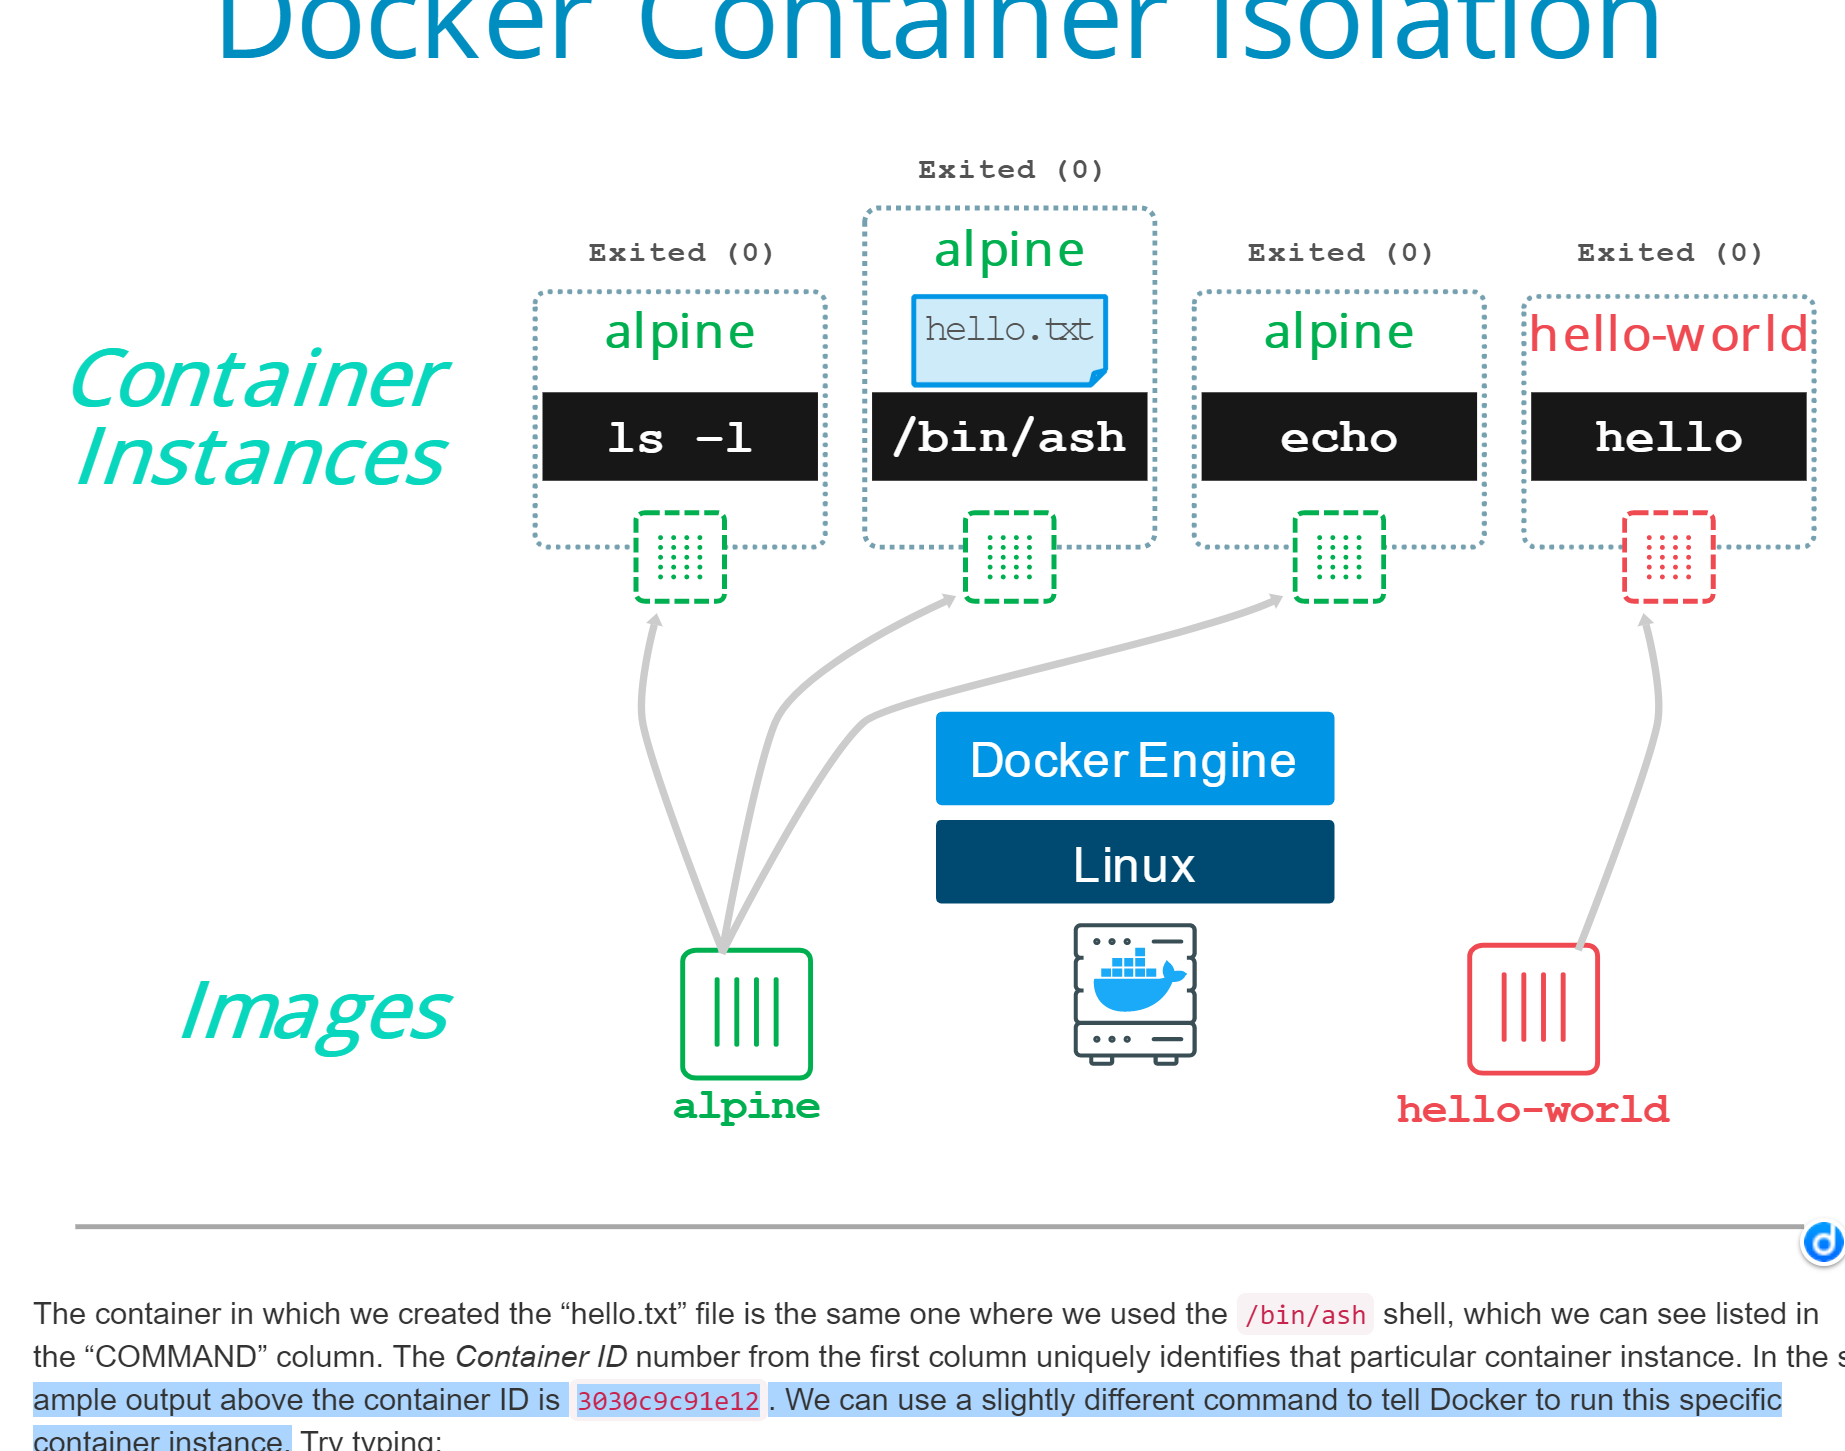 Docker Container Isolation
Exited (0)
Exited (0)
Exited (0)
Exited (0)
alpine
alpine
alpine
hello-world
hello.txt
Container
Instances
ls -l
/bin/ash
echo
hello
Docker Engine
Linux
Images
alpine
hello-world
The container in which we created the “hello.txt” file is the same one where we used the /bin/ash shell, which we can see listed in
the “COMMAND” column. The Container ID number from the first column uniquely identifies that particular container instance. In the s
ample output above the container ID is 3030c9c91e12 . We can use a slightly different command to tell Docker to run this specific
container instance. Try typing: